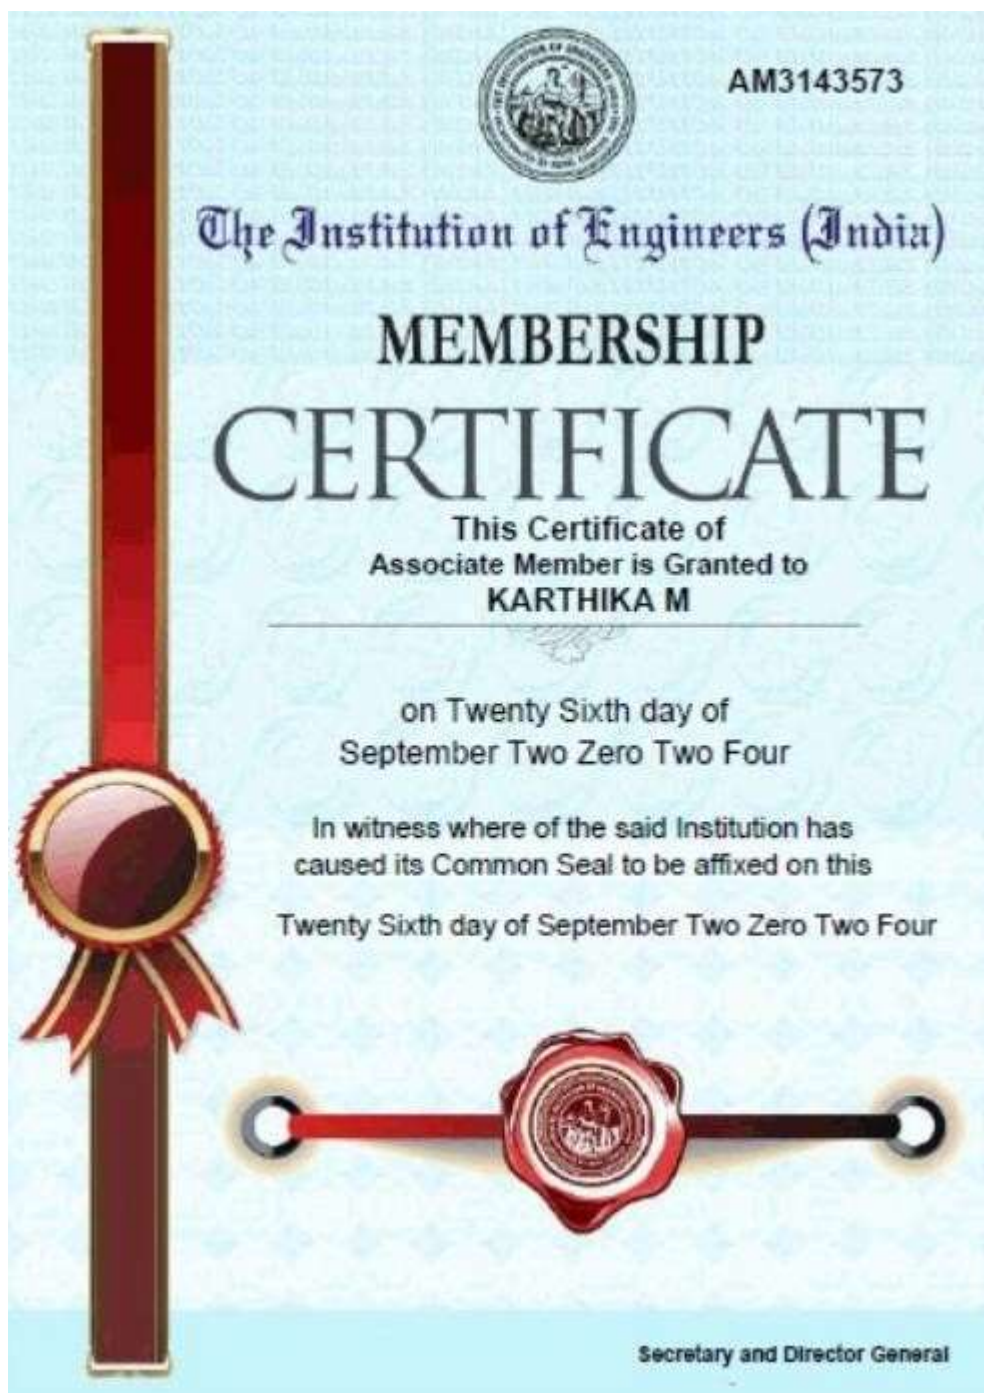 AM3143573
The Institution of Engineers (India)
MEMBERSHIP
CERTIFICATE
This Certificate of
Associate Member is Granted to
KARTHIKA M
on Twenty Sixth day of
September Two Zero Two Four
In witness where of the said Institution has
caused its Common Seal to be affixed on this
Twenty Sixth day of September Two Zero Two Four
Secretary and Director General